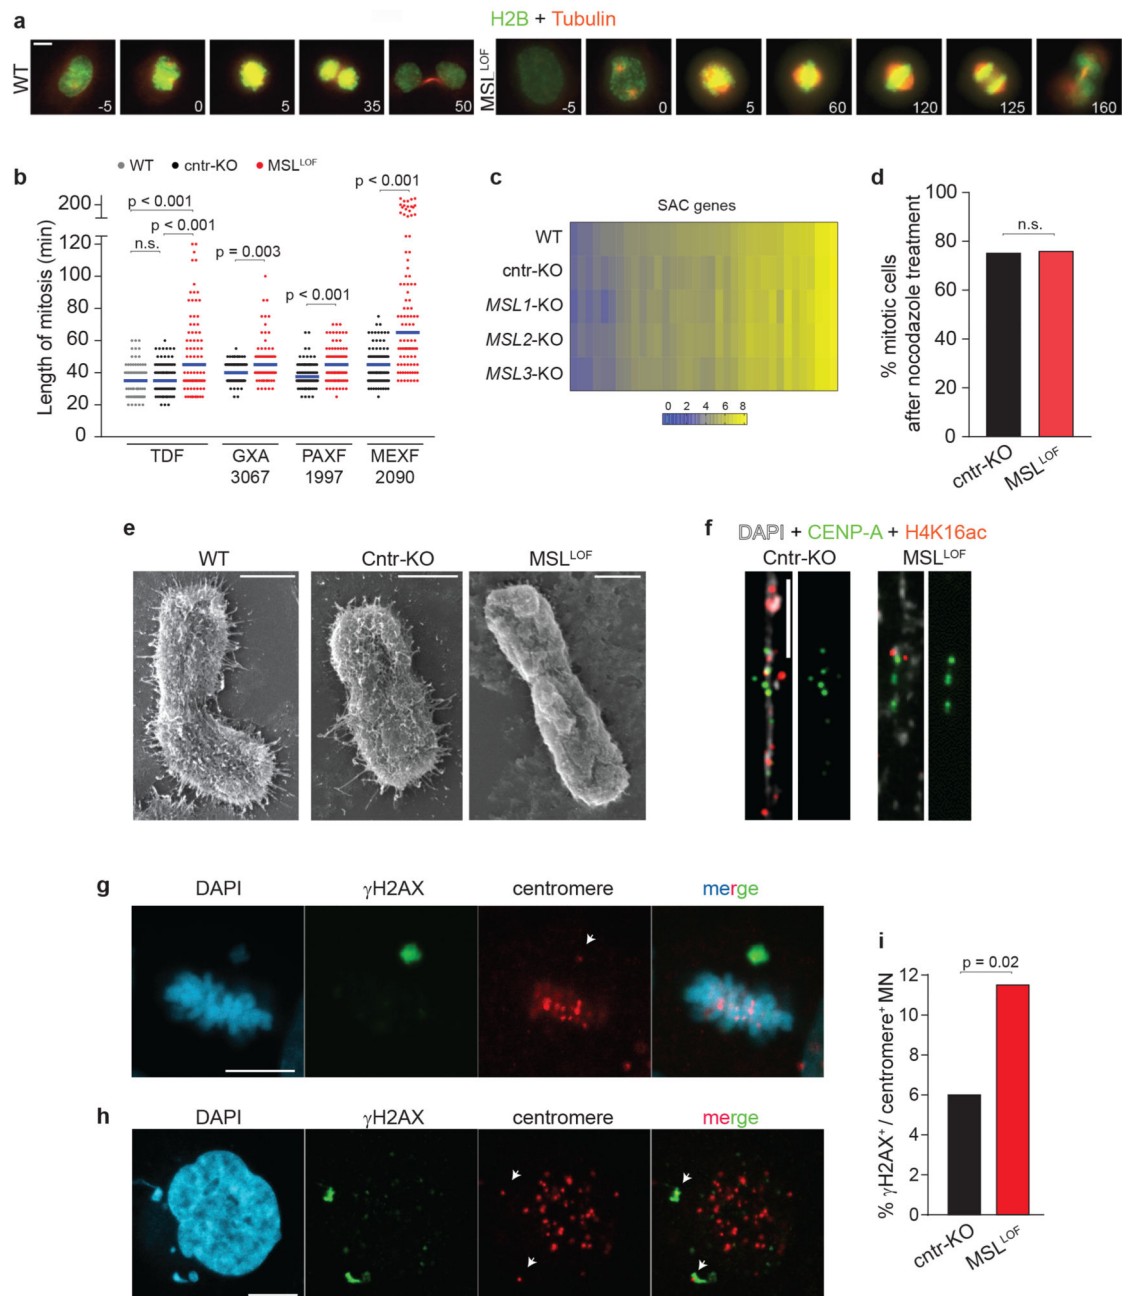 a
H2B + Tubulin
WT
-5
0
5
35
50
MSL^LOF
-5
0
5
60
120
125
160
b
WT
cntr-KO
MSL^LOF
Length of mitosis (min)
200
120
100
80
60
40
20
0
p < 0.001
p < 0.001
n.s.
p = 0.003
p < 0.001
p < 0.001
TDF
GXA
3067
PAXF
1997
MEXF
2090
c
SAC genes
WT
cntr-KO
MSL1-KO
MSL2-KO
MSL3-KO
0 2 4 6 8
d
% mitotic cells
after nocodazole treatment
100
80
60
40
20
0
n.s.
cntr-KO
MSL^LOF
e
WT
Cntr-KO
MSL^LOF
f
DAPI + CENP-A + H4K16ac
Cntr-KO
MSL^LOF
g
DAPI
γH2AX
centromere
merge
h
DAPI
γH2AX
centromere
merge
i
% γH2AX⁺ / centromere⁺ MN
p = 0.02
12
10
8
6
4
2
0
cntr-KO
MSL^LOF